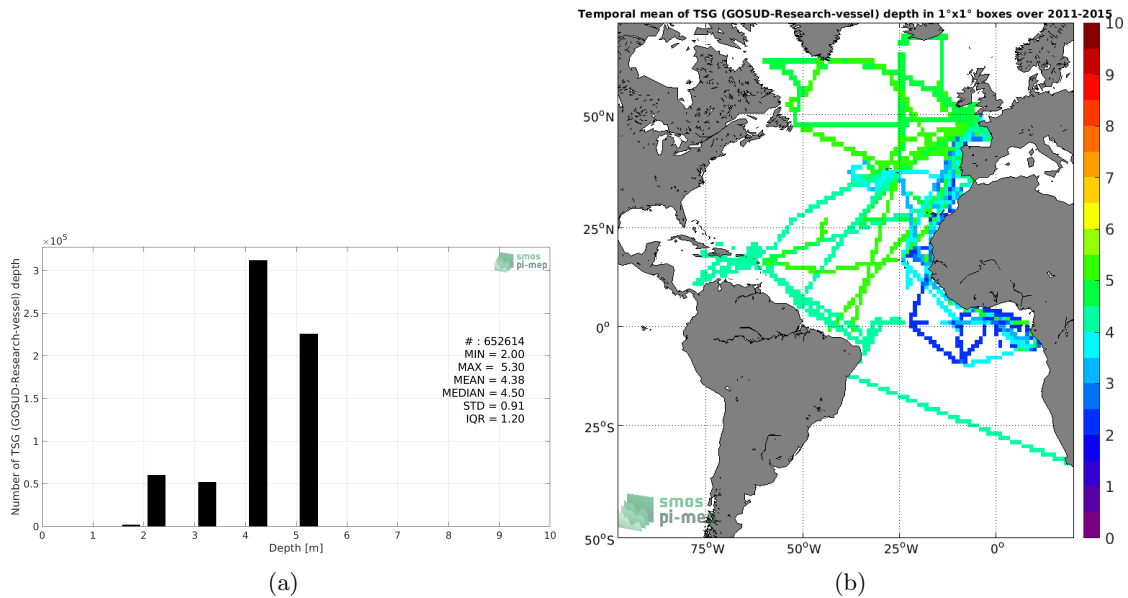 ×10⁵
Number of TSG (GOSUD-Research-vessel) depth
3
2.5
2
1.5
1
0.5
0
0 1 2 3 4 5 6 7 8 9 10
Depth [m]
smos
pi-mep
# : 652614
MIN = 2.00
MAX = 5.30
MEAN = 4.38
MEDIAN = 4.50
STD = 0.91
IQR = 1.20
(a)
Temporal mean of TSG (GOSUD-Research-vessel) depth in 1°x1° boxes over 2011-2015
50°N
25°N
0°
25°S
50°S
75°W 50°W 25°W 0°
smos
pi-mep
10
9
8
7
6
5
4
3
2
1
0
(b)